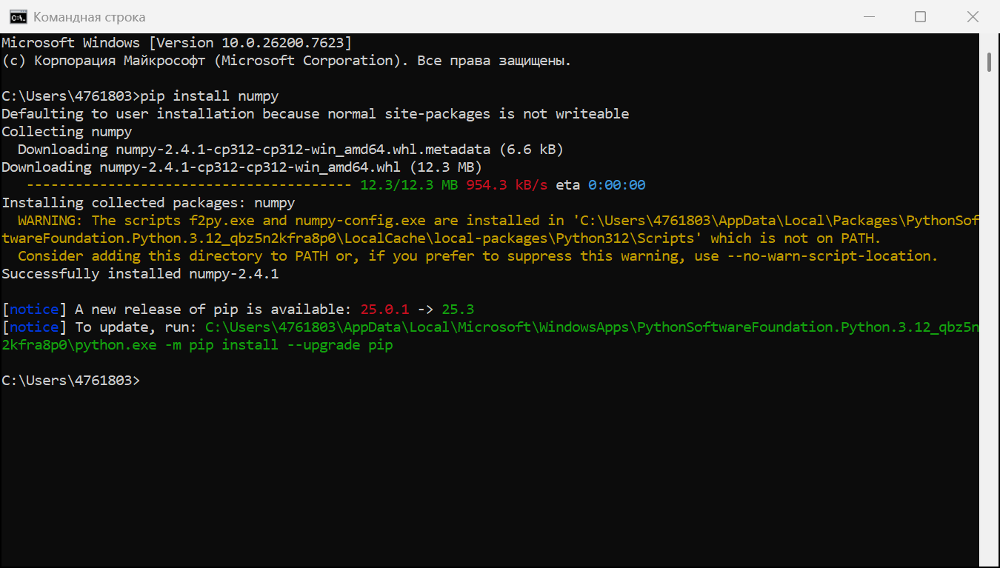 Командная строка
Microsoft Windows [Version 10.0.26200.7623]
(c) Корпорация Майкрософт (Microsoft Corporation). Все права защищены.
C:\Users\4761803>pip install numpy
Defaulting to user installation because normal site-packages is not writeable
Collecting numpy
  Downloading numpy-2.4.1-cp312-cp312-win_amd64.whl.metadata (6.6 kB)
Downloading numpy-2.4.1-cp312-cp312-win_amd64.whl (12.3 MB)
   ---------------------------------------- 12.3/12.3 MB 954.3 kB/s eta 0:00:00
Installing collected packages: numpy
  WARNING: The scripts f2py.exe and numpy-config.exe are installed in 'C:\Users\4761803\AppData\Local\Packages\PythonSof
twareFoundation.Python.3.12_qbz5n2kfra8p0\LocalCache\local-packages\Python312\Scripts' which is not on PATH.
  Consider adding this directory to PATH or, if you prefer to suppress this warning, use --no-warn-script-location.
Successfully installed numpy-2.4.1
[notice] A new release of pip is available: 25.0.1 -> 25.3
[notice] To update, run: C:\Users\4761803\AppData\Local\Microsoft\WindowsApps\PythonSoftwareFoundation.Python.3.12_qbz5n
2kfra8p0\python.exe -m pip install --upgrade pip
C:\Users\4761803>